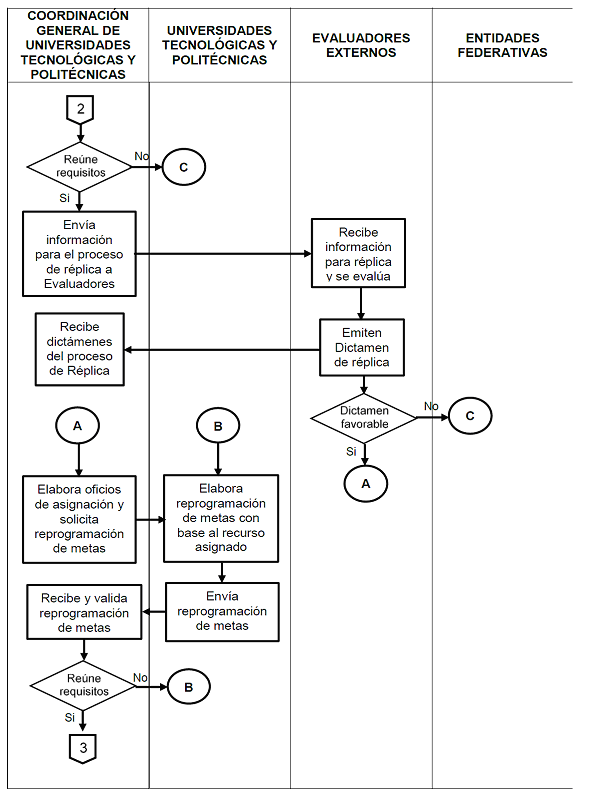 COORDINACIÓN
GENERAL DE
UNIVERSIDADES
TECNOLÓGICAS Y
POLITÉCNICAS
UNIVERSIDADES
TECNOLÓGICAS Y
POLITÉCNICAS
EVALUADORES
EXTERNOS
ENTIDADES
FEDERATIVAS
2
Reúne
requisitos
No
C
Si
Envía
información
para el proceso
de réplica a
Evaluadores
Recibe
información
para réplica
y se evalúa
Recibe
dictámenes
del proceso
de Réplica
Emiten
Dictamen
de réplica
Dictamen
favorable
No
C
Si
A
A
B
Elabora oficios
de asignación y
solicita
reprogramación
de metas
Elabora
reprogramación
de metas con
base al recurso
asignado
Envía
reprogramación
de metas
Recibe y valida
reprogramación
de metas
Reúne
requisitos
No
B
Si
3